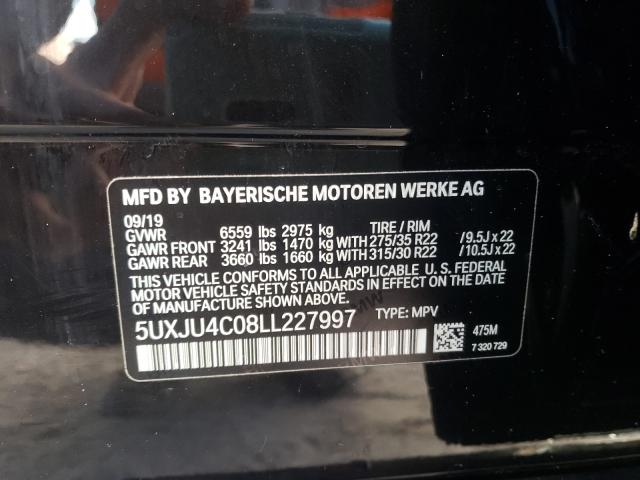 MFD BY BAYERISCHE MOTOREN WERKE AG
09/19
GVWR 6559 lbs 2975 kg TIRE / RIM
GAWR FRONT 3241 lbs 1470 kg WITH 275/35 R22 /9.5J x 22
GAWR REAR 3660 lbs 1660 kg WITH 315/30 R22 /10.5J x 22
THIS VEHICLE CONFORMS TO ALL APPLICABLE U. S. FEDERAL
MOTOR VEHICLE SAFETY STANDARDS IN EFFECT ON THE DATE
OF MANUFACTURE SHOWN ABOVE.
5UXJU4C08LL227997 TYPE: MPV
475M
7 320 729